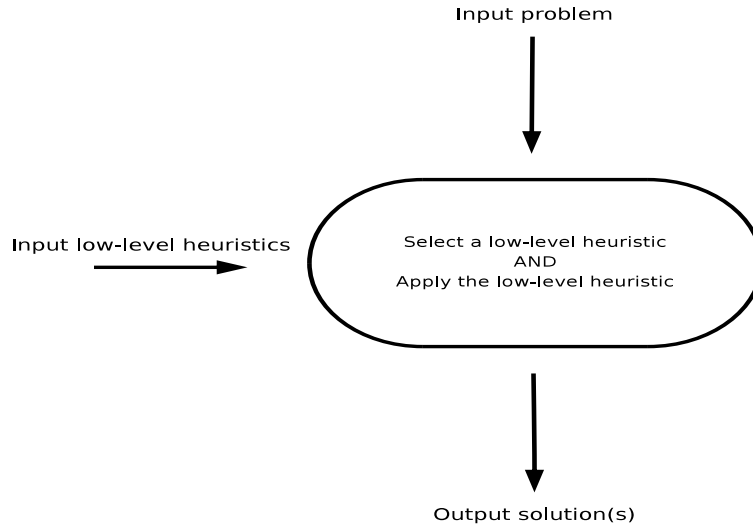 Input problem
Input low-level heuristics
Select a low-level heuristic
AND
Apply the low-level heuristic
Output solution(s)